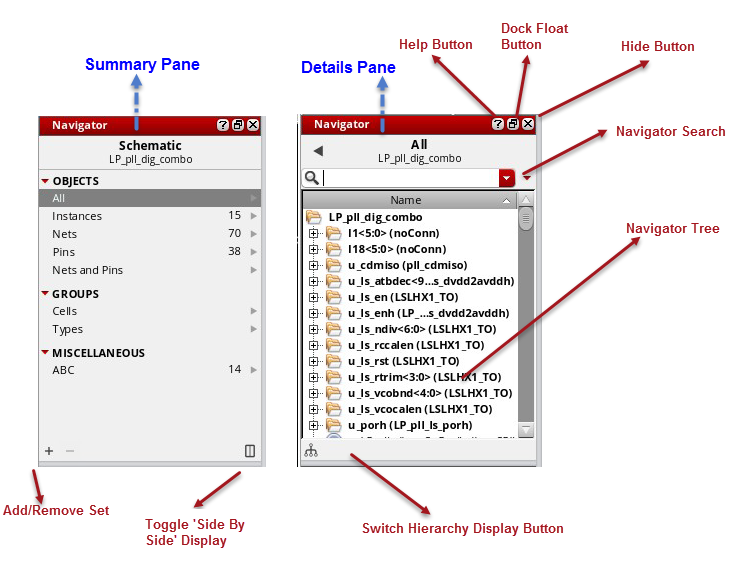 Summary Pane
Details Pane
Help Button
Dock Float
Button
Hide Button
Navigator
Schematic
LP_pll_dig_combo
OBJECTS
All
Instances 15
Nets 70
Pins 38
Nets and Pins
GROUPS
Cells
Types
MISCELLANEOUS
ABC 14
Add/Remove Set
Toggle 'Side By
Side' Display
Navigator
All
LP_pll_dig_combo
Name
LP_pll_dig_combo
I1<5:0> (noConn)
I18<5:0> (noConn)
u_cdmiso (pll_cdmiso)
u_ls_atbdec<9...s_dvdd2avddh)
u_ls_en (LSLHX1_TO)
u_ls_enh (LP_...s_dvdd2avddh)
u_ls_ndiv<6:0> (LSLHX1_TO)
u_ls_rccalen (LSLHX1_TO)
u_ls_rst (LSLHX1_TO)
u_ls_rtrim<3:0> (LSLHX1_TO)
u_ls_vcobnd<4:0> (LSLHX1_TO)
u_ls_vcocalen (LSLHX1_TO)
u_porh (LP_pll_ls_porh)
Navigator Search
Navigator Tree
Switch Hierarchy Display Button